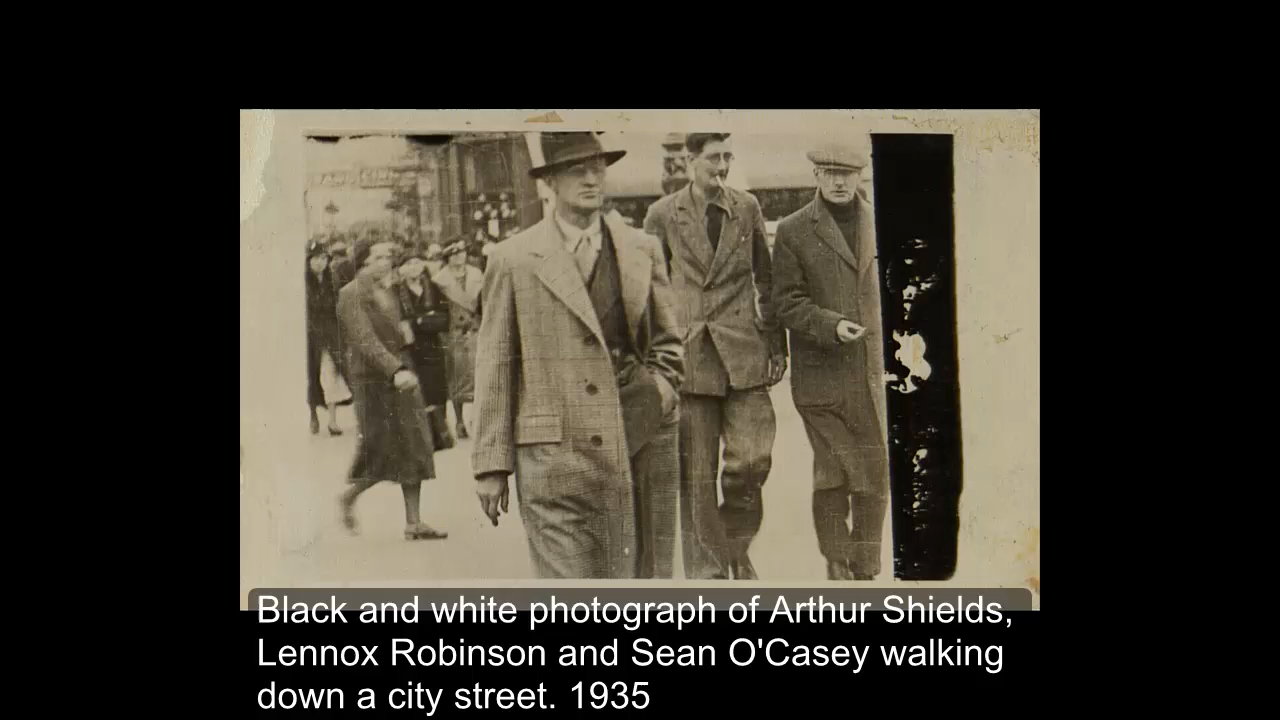 Black and white photograph of Arthur Shields,
Lennox Robinson and Sean O'Casey walking
down a city street. 1935